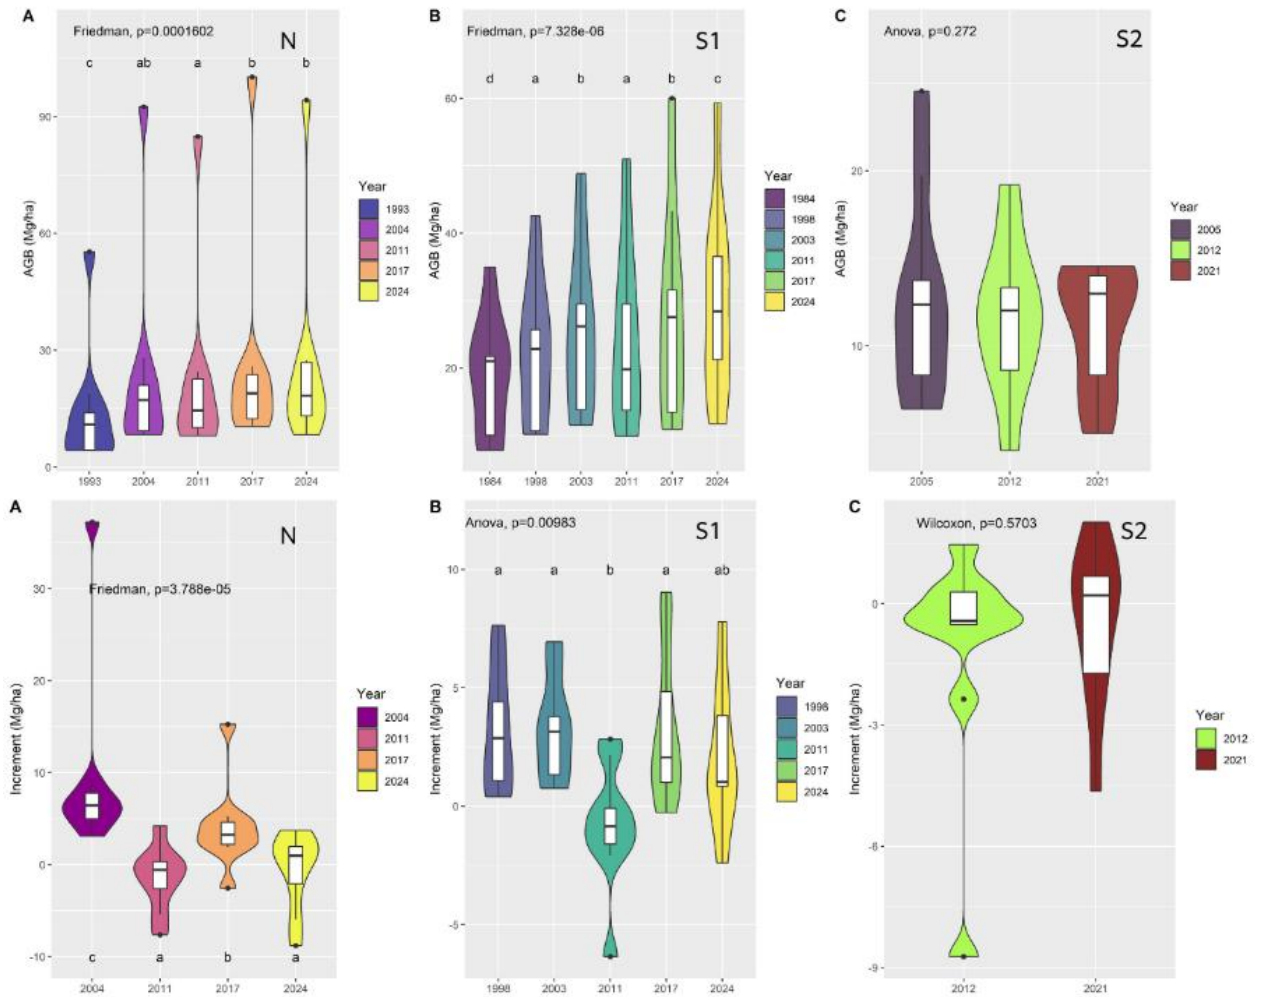 A
Friedman, p=0.0001602
N
c ab a b b
90
60
30
0
AGB (Mg/ha)
1993 2004 2011 2017 2024
Year
1993
2004
2011
2017
2024
B
Friedman, p=7.328e-06
S1
d a b a b c
60
40
20
AGB (Mg/ha)
1984 1998 2003 2011 2017 2024
Year
1984
1998
2003
2011
2017
2024
C
Anova, p=0.272
S2
20
10
AGB (Mg/ha)
2005 2012 2021
Year
2005
2012
2021
A
N
Friedman, p=3.788e-05
30
20
10
0
-10
Increment (Mg/ha)
c a b a
2004 2011 2017 2024
Year
2004
2011
2017
2024
B
Anova, p=0.00983
S1
a a b a ab
10
5
0
-5
Increment (Mg/ha)
1998 2003 2011 2017 2024
Year
1998
2003
2011
2017
2024
C
Wilcoxon, p=0.5703
S2
0
-3
-6
-9
Increment (Mg/ha)
2012 2021
Year
2012
2021